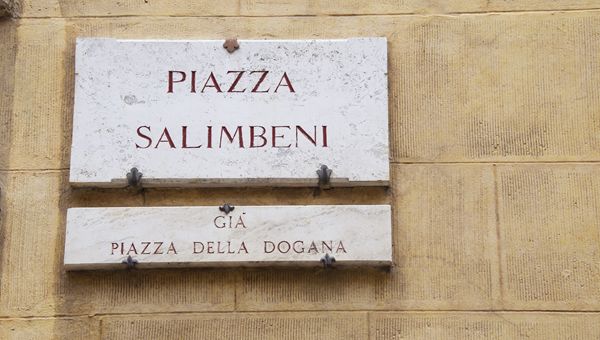 PIAZZA
SALIMBENI
GIÀ
PIAZZA DELLA DOGANA